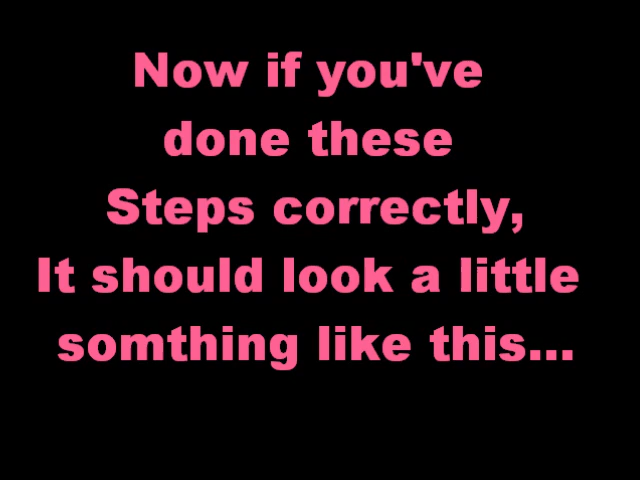 Now if you've
done these
Steps correctly,
It should look a little
somthing like this...